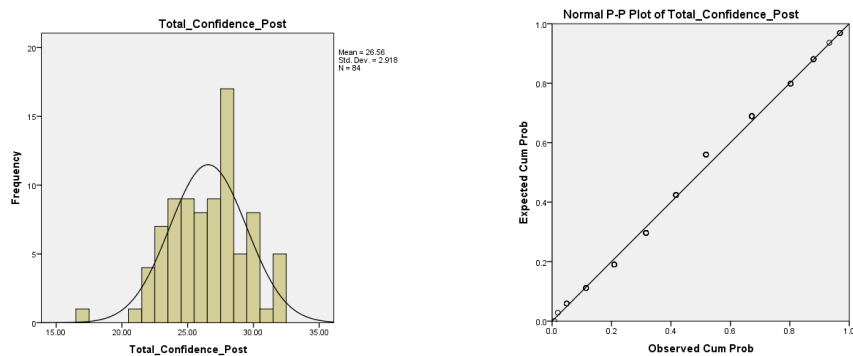 Total_Confidence_Post
Mean = 26.56
Std. Dev. = 2.918
N = 84
20
15
10
5
0
Frequency
15.00 20.00 25.00 30.00 35.00
Total_Confidence_Post
Normal P-P Plot of Total_Confidence_Post
1.0
0.8
0.6
0.4
0.2
0.0
Expected Cum Prob
0.0 0.2 0.4 0.6 0.8 1.0
Observed Cum Prob